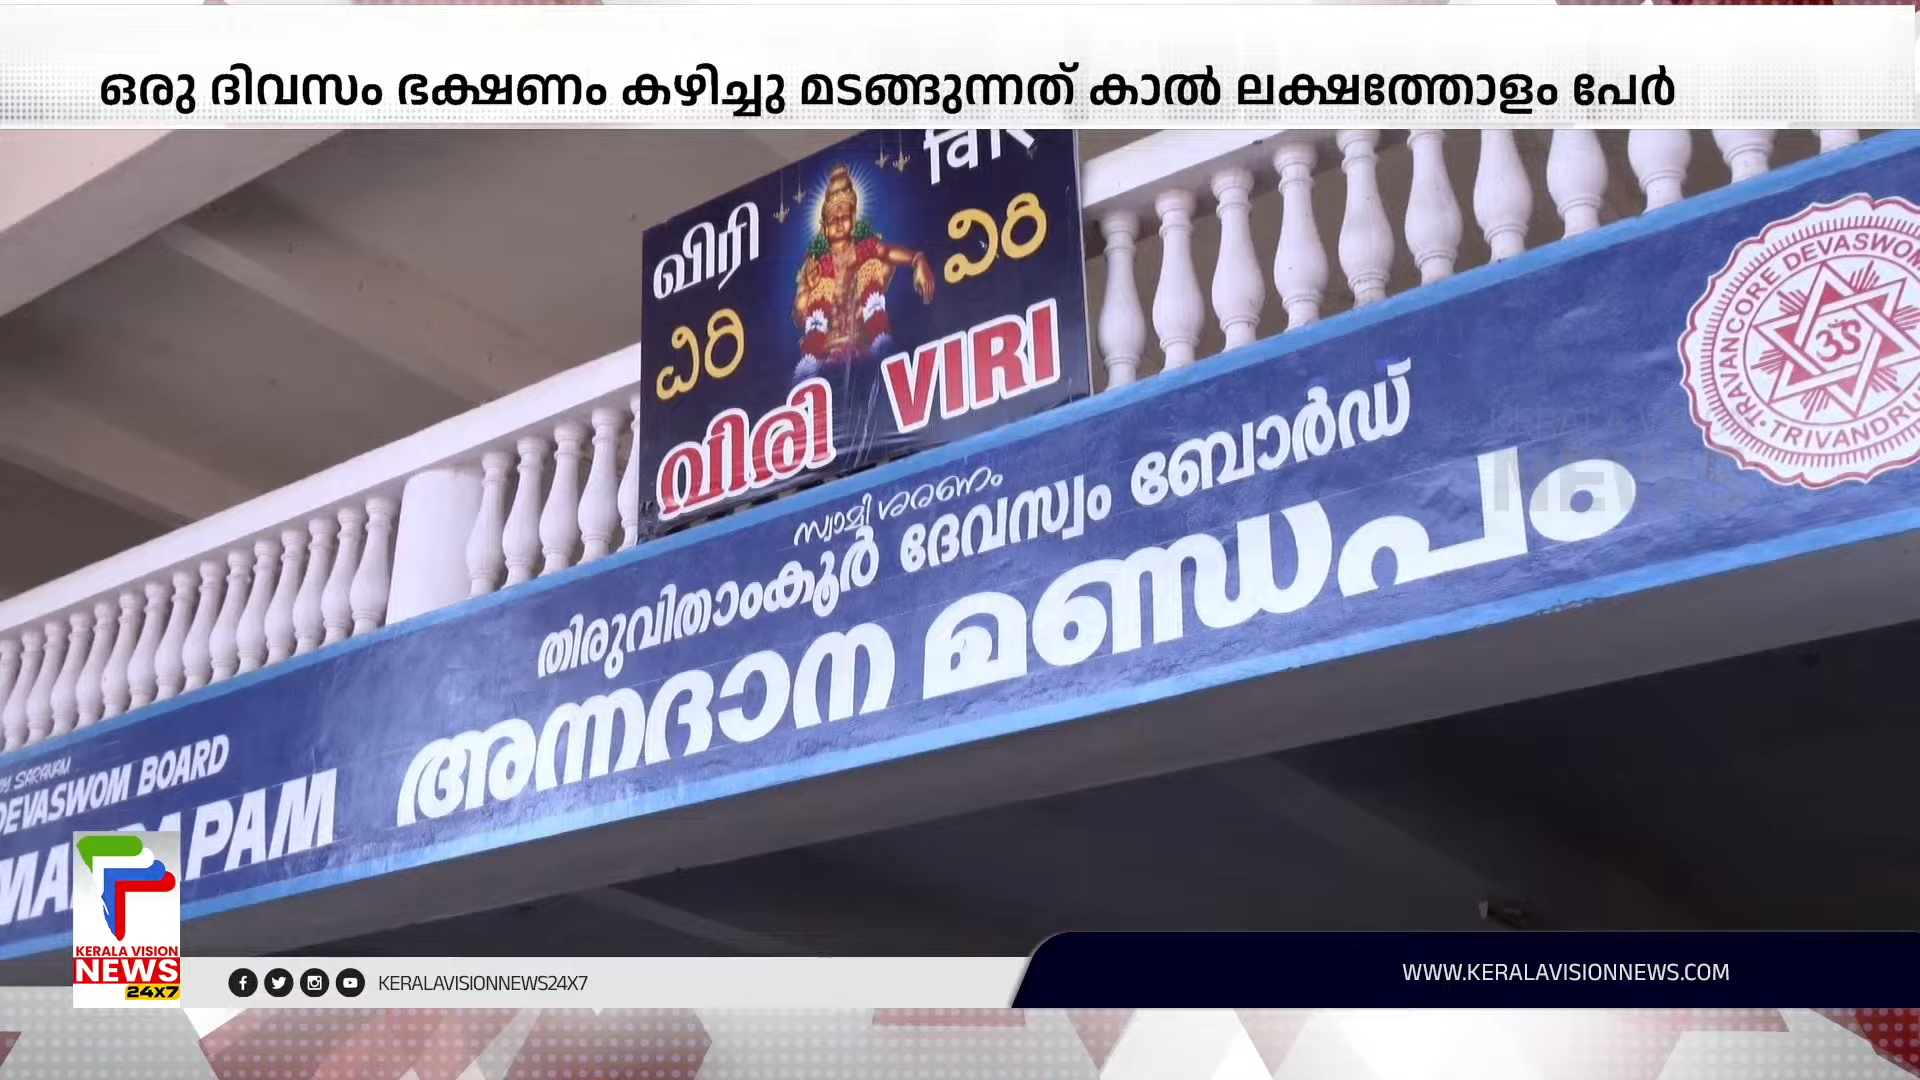 ഒരു ദിവസം ഭക്ഷണം കഴിച്ചു മടങ്ങുന്നത് കാൽ ലക്ഷത്തോളം പേർ
விரி
విరి
विरि
ವಿರಿ
വിരി VIRI
സ്വാമി ശരണം
തിരുവിതാംകൂർ ദേവസ്വം ബോർഡ്
അന്നദാന മണ്ഡപം
TRAVANCORE DEVASWOM
TRIVANDRU
SARANAM
DEVASWOM BOARD
KERALA VISION
NEWS
24X7
KERALAVISIONNEWS24X7
WWW.KERALAVISIONNEWS.COM